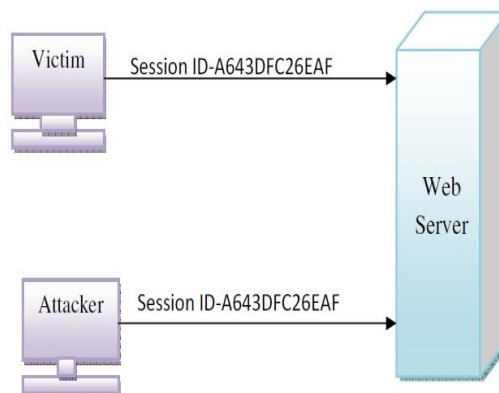 Victim
Session ID-A643DFC26EAF
Web
Server
Attacker
Session ID-A643DFC26EAF